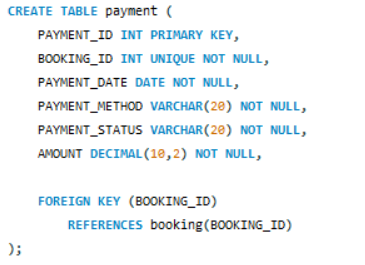 CREATE TABLE payment (
    PAYMENT_ID INT PRIMARY KEY,
    BOOKING_ID INT UNIQUE NOT NULL,
    PAYMENT_DATE DATE NOT NULL,
    PAYMENT_METHOD VARCHAR(20) NOT NULL,
    PAYMENT_STATUS VARCHAR(20) NOT NULL,
    AMOUNT DECIMAL(10,2) NOT NULL,

    FOREIGN KEY (BOOKING_ID)
        REFERENCES booking(BOOKING_ID)
);